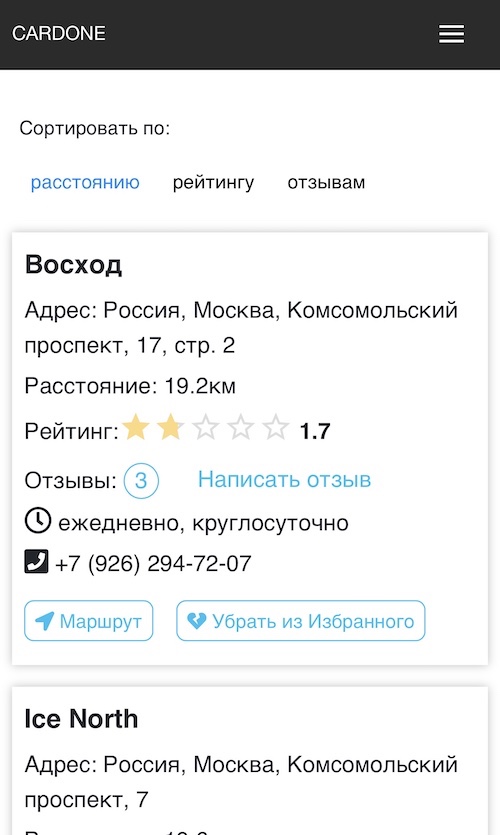 CARDONE
Сортировать по:
расстоянию рейтингу отзывам
Восход
Адрес: Россия, Москва, Комсомольский
проспект, 17, стр. 2
Расстояние: 19.2км
Рейтинг: 1.7
Отзывы: 3 Написать отзыв
ежедневно, круглосуточно
+7 (926) 294-72-07
Маршрут Убрать из Избранного
Ice North
Адрес: Россия, Москва, Комсомольский
проспект, 7